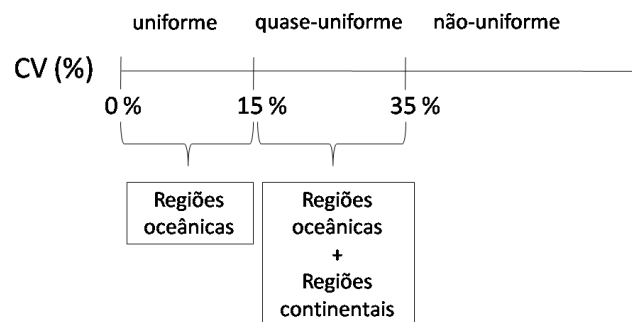 uniforme quase-uniforme não-uniforme
CV (%)
0 % 15 % 35 %
Regiões
oceânicas
Regiões
oceânicas
+
Regiões
continentais